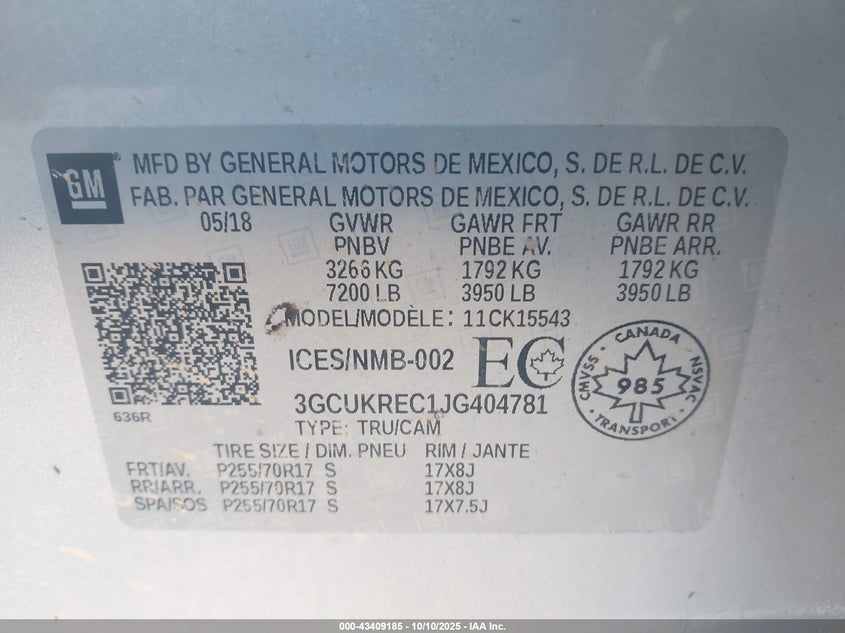 GM
MFD BY GENERAL MOTORS DE MEXICO, S. DE R.L. DE C.V.
FAB. PAR GENERAL MOTORS DE MEXICO, S. DE R.L. DE C.V.
05/18 GVWR GAWR FRT GAWR RR
PNBV PNBE AV. PNBE ARR.
3266 KG 1792 KG 1792 KG
7200 LB 3950 LB 3950 LB
MODEL/MODÈLE: 11CK15543
ICES/NMB-002 EC
CANADA
CMVSS 985 NSVAC
TRANSPORT
636R
3GCUKREC1JG404781
TYPE: TRU/CAM
TIRE SIZE / DIM. PNEU RIM / JANTE
FRT/AV. P255/70R17 S 17X8J
RR/ARR. P255/70R17 S 17X8J
SPA/SOS P255/70R17 S 17X7.5J
000-43409185 - 10/10/2025 - IAA Inc.